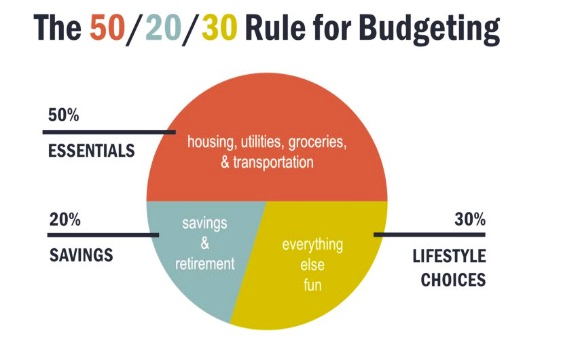 The 50/20/30 Rule for Budgeting
50%
ESSENTIALS
housing, utilities, groceries,
& transportation
20%
SAVINGS
savings
&
retirement
everything
else
fun
30%
LIFESTYLE
CHOICES